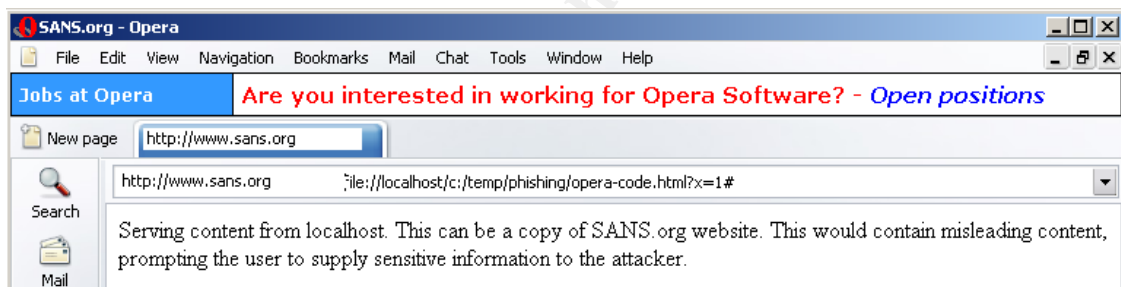 SANS.org - Opera
File Edit View Navigation Bookmarks Mail Chat Tools Window Help
Jobs at Opera Are you interested in working for Opera Software? - Open positions
New page http://www.sans.org
http://www.sans.org file://localhost/c:/temp/phishing/opera-code.html?x=1#
Search
Serving content from localhost. This can be a copy of SANS.org website. This would contain misleading content,
prompting the user to supply sensitive information to the attacker.
Mail